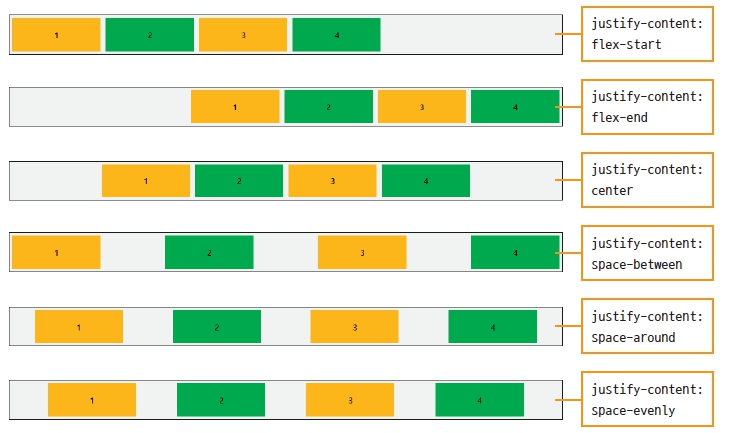 1 2 3 4 justify-content:
flex-start
1 2 3 4 justify-content:
flex-end
1 2 3 4 justify-content:
center
1 2 3 4 justify-content:
space-between
1 2 3 4 justify-content:
space-around
1 2 3 4 justify-content:
space-evenly